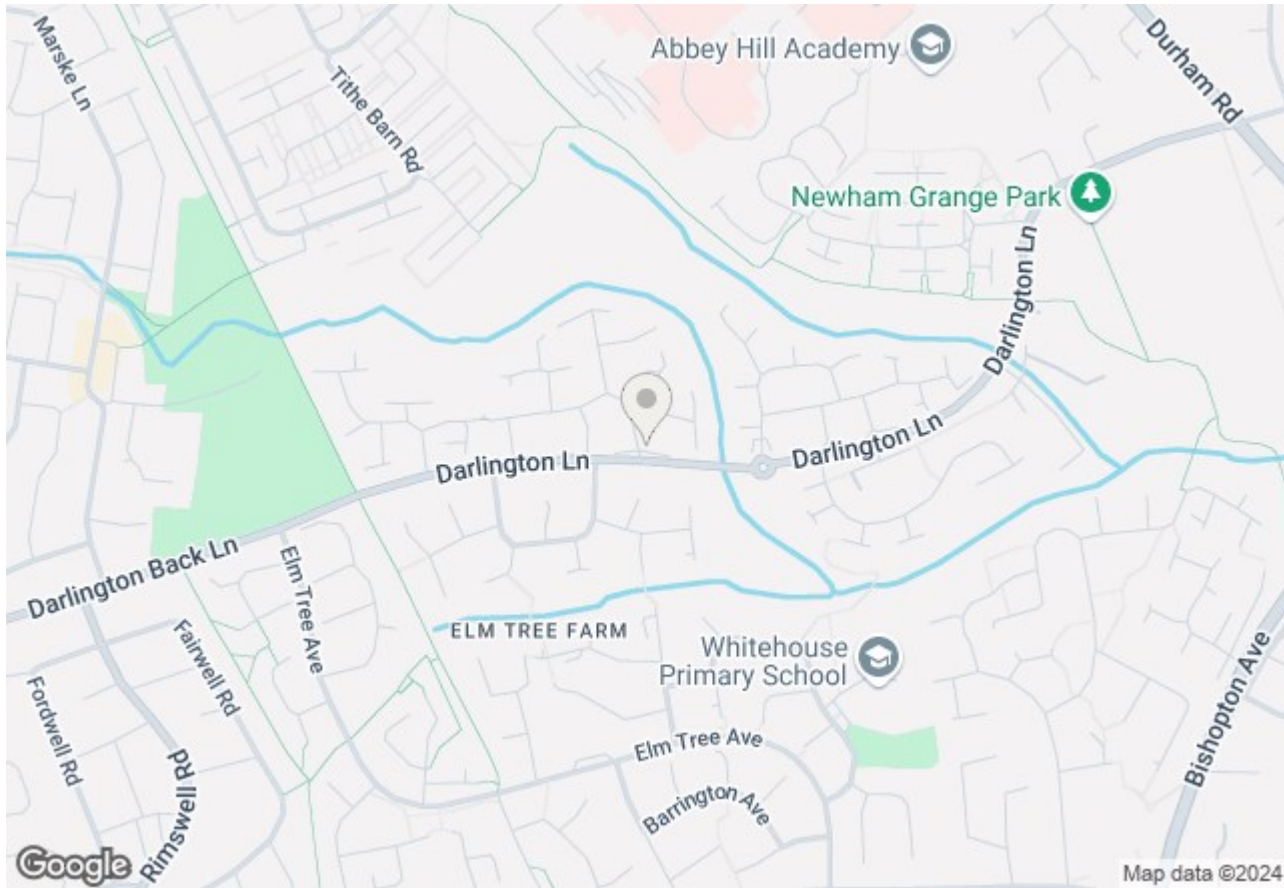 Marske Ln
Tithe Barn Rd
Abbey Hill Academy
Durham Rd
Newham Grange Park
Darlington Ln
Darlington Ln
Darlington Ln
Darlington Back Ln
Elm Tree Ave
Fairwell Rd
Fordwell Rd
Rimswell Rd
ELM TREE FARM
Whitehouse
Primary School
Elm Tree Ave
Barrington Ave
Bishopton Ave
Google
Map data ©2024